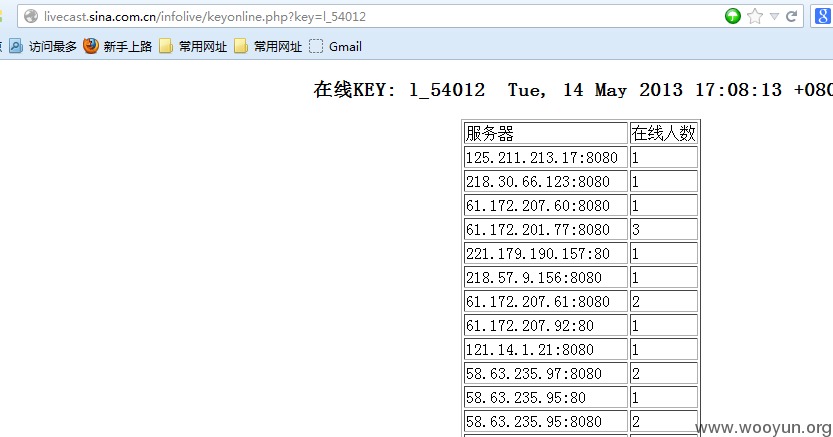 livecast.sina.com.cn/infolive/keyonline.php?key=l_54012
访问最多 新手上路 常用网址 常用网址 Gmail
在线KEY: l_54012 Tue, 14 May 2013 17:08:13 +080
服务器 在线人数
125.211.213.17:8080 1
218.30.66.123:8080 1
61.172.207.60:8080 1
61.172.201.77:8080 3
221.179.190.157:80 1
218.57.9.156:8080 1
61.172.207.61:8080 2
61.172.207.92:80 1
121.14.1.21:8080 1
58.63.235.97:8080 2
58.63.235.95:80 1
58.63.235.95:8080 2
www.wooyun.org